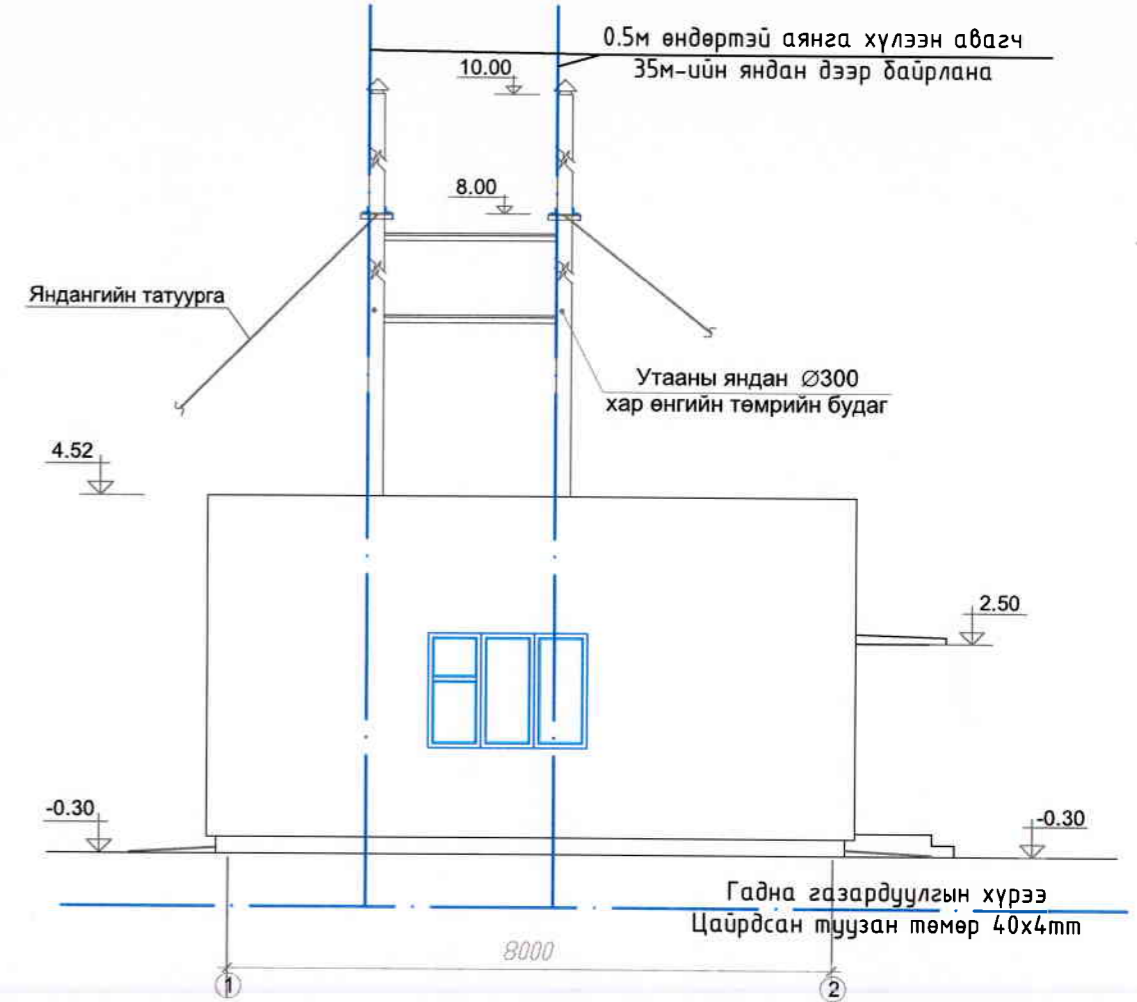 0.5м өндөртэй аянга хүлээн авагч
35м-ийн яндан дээр байрлана
10.00
8.00
Яндангийн татуурга
Утааны яндан Ø300
хар өнгийн төмрийн будаг
4.52
2.50
-0.30
-0.30
Гадна газардуулгын хүрээ
Цайрдсан туузан төмөр 40x4mm
8000
1
2